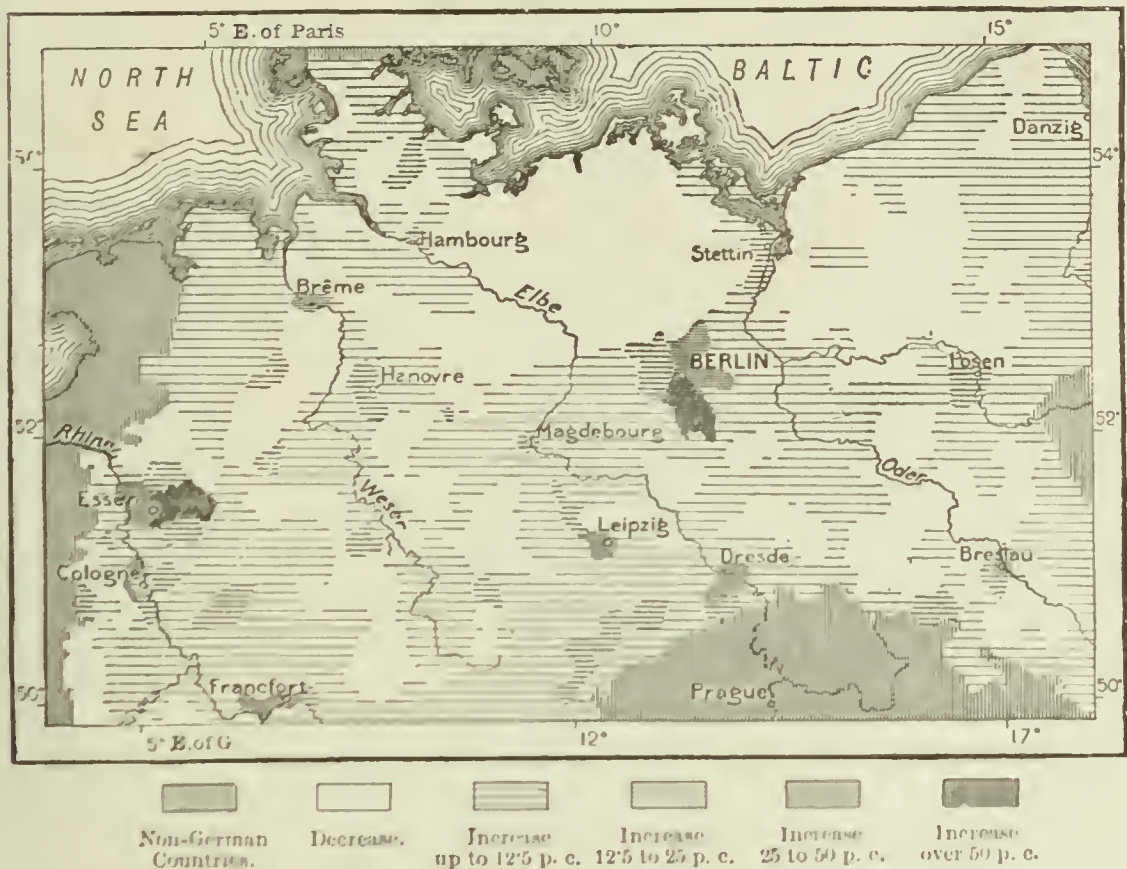 5° E. of Paris
10°
15°
NORTH
SEA
BALTIC
Danzig
54°
54°
Hambourg
Stettin
Brême
Elbe
BERLIN
Posen
Hanovre
52°
52°
Rhin
Magdebourg
Oder
Essen
Weser
Leipzig
Dresde
Breslau
Cologne
Francfort
Prague
50°
50°
5° E. of G
12°
17°
Non-German
Countries.
Decrease.
Increase
up to 12·5 p. c.
Increase
12·5 to 25 p. c.
Increase
25 to 50 p. c.
Increase
over 50 p. c.